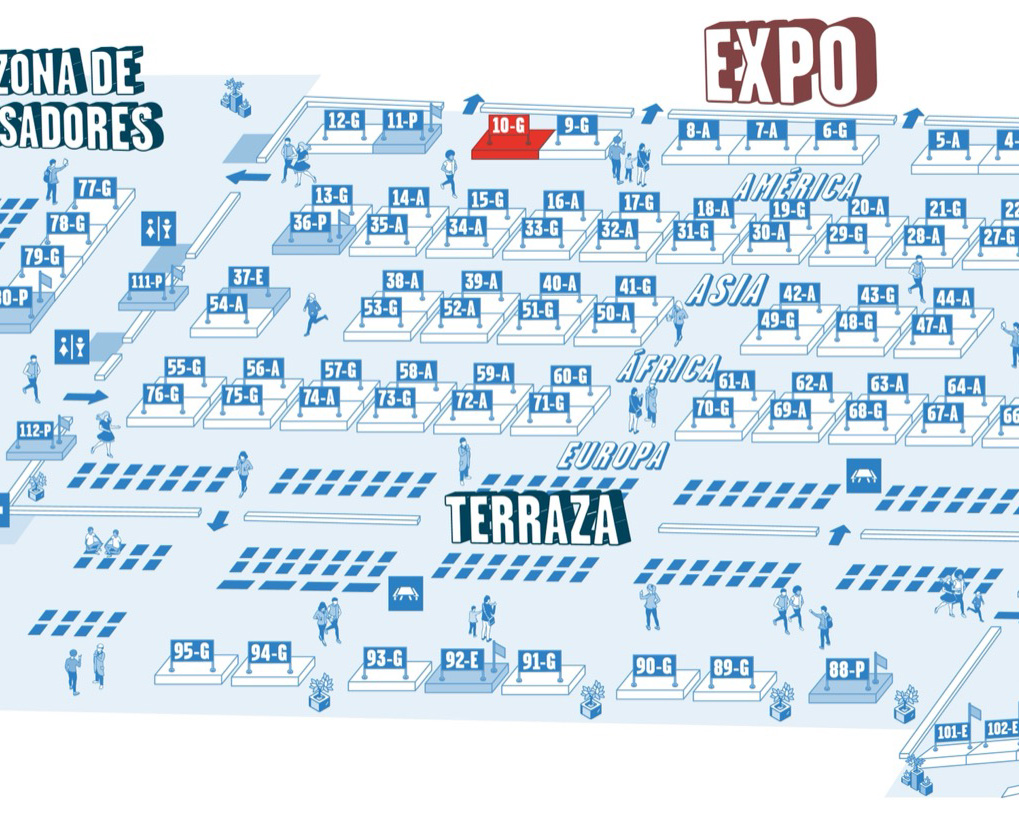 EXPO
ZONA DE
SADORES
12-G 11-P 10-G 9-G 8-A 7-A 6-G 5-A 4-
AMÉRICA
77-G 13-G 14-A 15-G 16-A 17-G 18-A 19-G 20-A 21-G 22
78-G 36-P 35-A 34-A 33-G 32-A 31-G 30-A 29-G 28-A 27-G
79-G
ASIA
111-P 37-E 38-A 39-A 40-A 41-G 42-A 43-G 44-A
80-P 54-A 53-G 52-A 51-G 50-A 49-G 48-G 47-A
ÁFRICA
55-G 56-A 57-G 58-A 59-A 60-G 61-A 62-A 63-A 64-A
76-G 75-G 74-A 73-G 72-A 71-G 70-G 69-A 68-G 67-A 66
112-P
EUROPA
TERRAZA
95-G 94-G 93-G 92-E 91-G 90-G 89-G 88-P
101-E 102-E